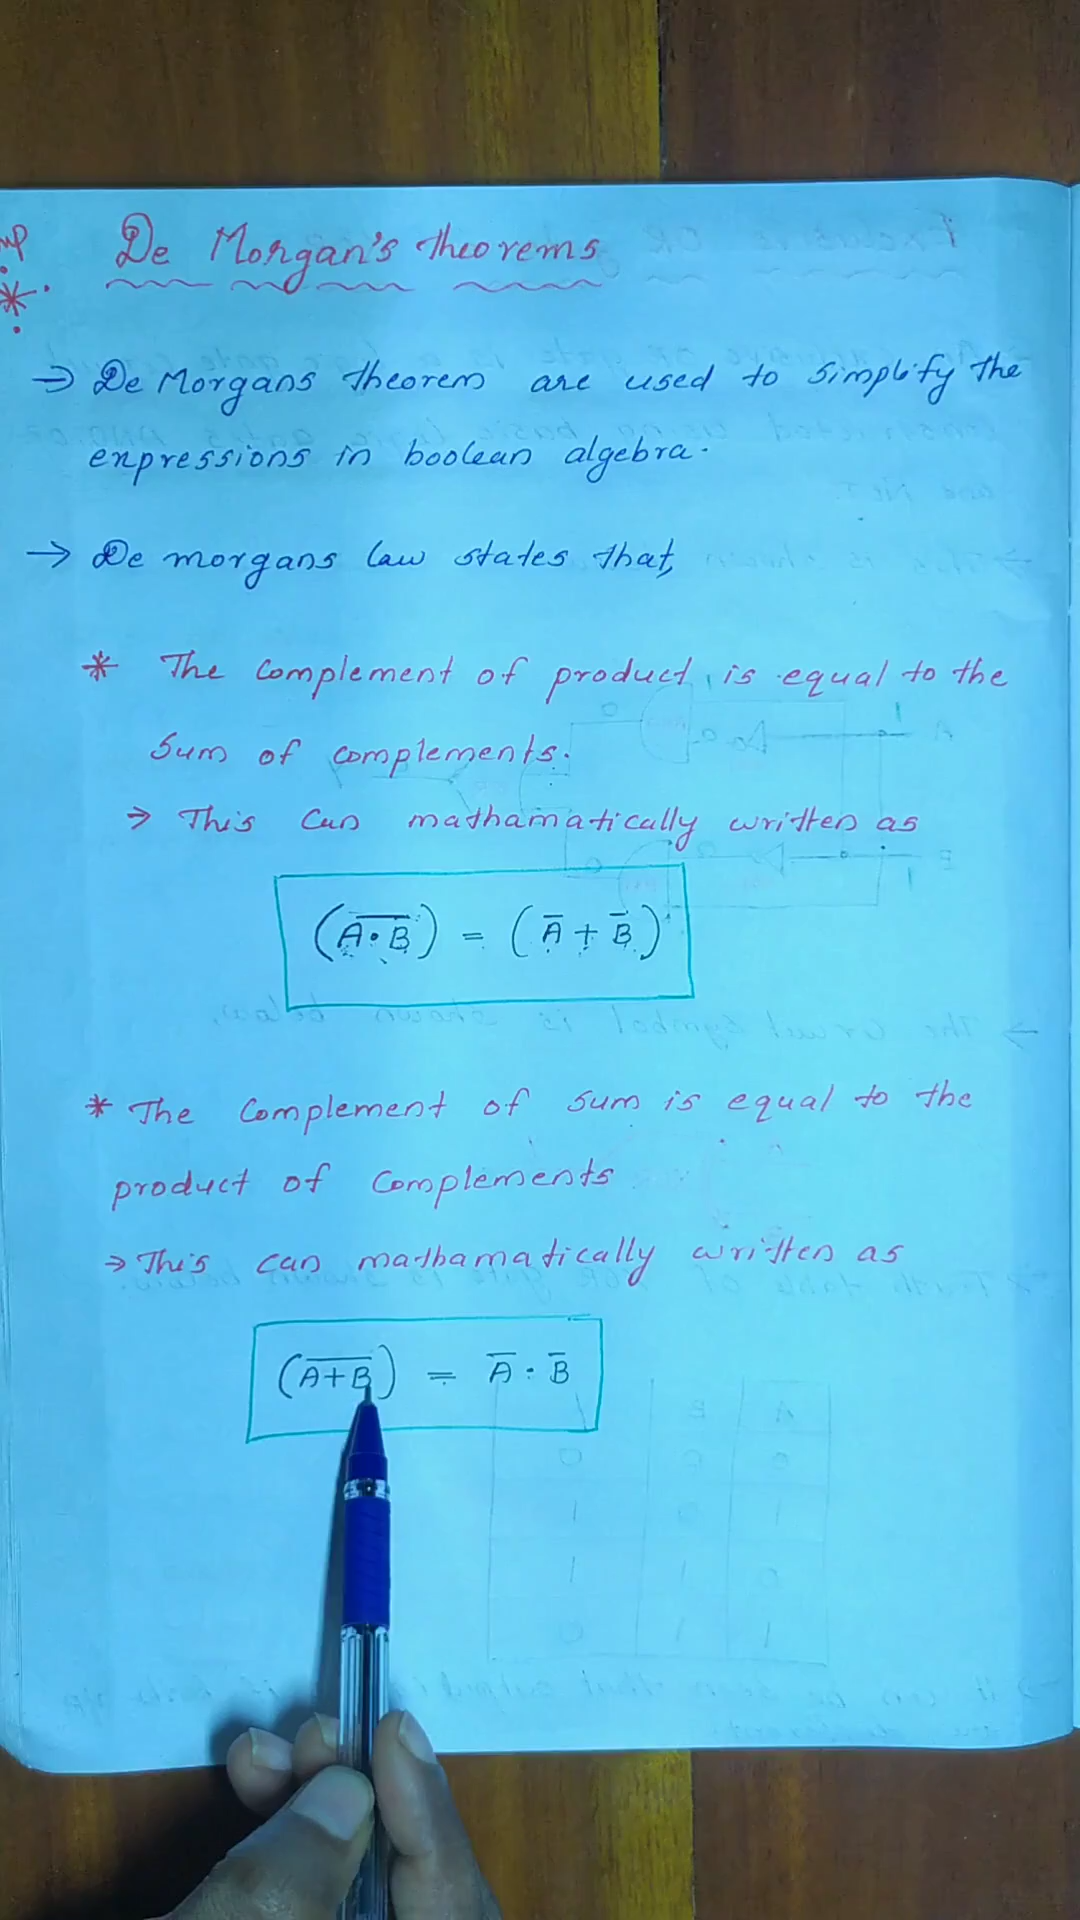 Imp
De Morgan's theorems
*
→ De Morgans theorem are used to simplify the
expressions in boolean algebra.
→ De morgans law states that,
* The Complement of product, is equal to the
Sum of complements.
→ This Can mathamatically written as
(A̅·̅B̅) = (A̅ + B̅)
* The Complement of sum is equal to the
product of Complements
→ This can mathamatically written as
(A̅+̅B̅) = A̅ · B̅